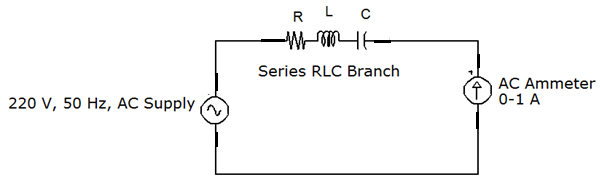 R L C
Series RLC Branch
220 V, 50 Hz, AC Supply
AC Ammeter
0-1 A
+